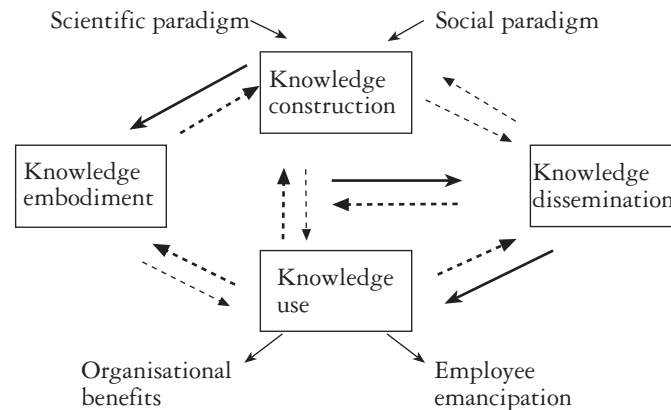 Scientific paradigm
Social paradigm
Knowledge
construction
Knowledge
embodiment
Knowledge
dissemination
Knowledge
use
Organisational
benefits
Employee
emancipation